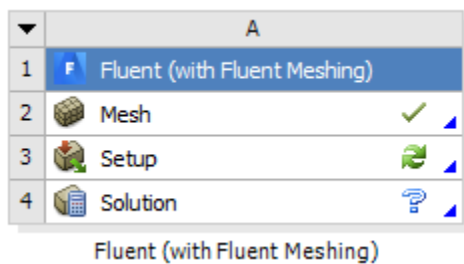 A
1 Fluent (with Fluent Meshing)
2 Mesh
3 Setup
4 Solution ?
Fluent (with Fluent Meshing)